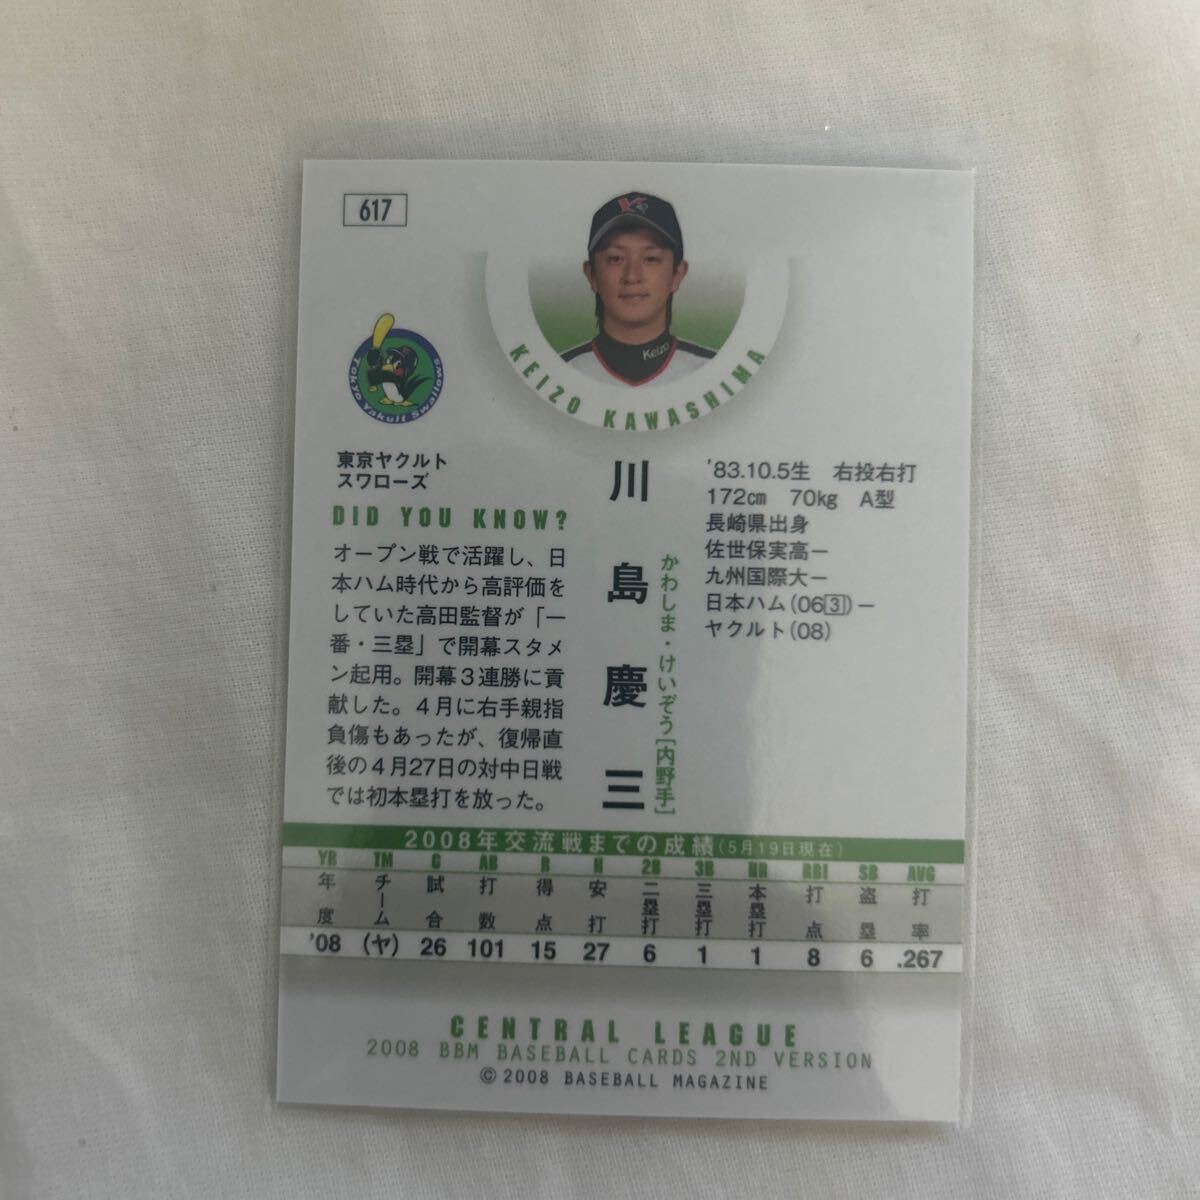 617
Keizo
KEIZO KAWASHIMA
Tokyo Yakult Swallows
東京ヤクルト
スワローズ
DID YOU KNOW?
オープン戦で活躍し、日
本ハム時代から高評価を
していた高田監督が「一
番・三塁」で開幕スタメ
ン起用。開幕３連勝に貢
献した。４月に右手親指
負傷もあったが、復帰直
後の４月27日の対中日戦
では初本塁打を放った。
川島慶三
かわしま・けいぞう[内野手]
'83.10.5生 右投右打
172cm 70kg A型
長崎県出身
佐世保実高ー
九州国際大ー
日本ハム(06③)ー
ヤクルト(08)
2008年交流戦までの成績(5月19日現在)
YR TM G AB R H 2B 3B HR RBI SB AVG
年度 チーム 試合 打数 得点 安打 二塁打 三塁打 本塁打 打点 盗塁 打率
'08 (ヤ) 26 101 15 27 6 1 1 8 6 .267
CENTRAL LEAGUE
2008 BBM BASEBALL CARDS 2ND VERSION
© 2008 BASEBALL MAGAZINE